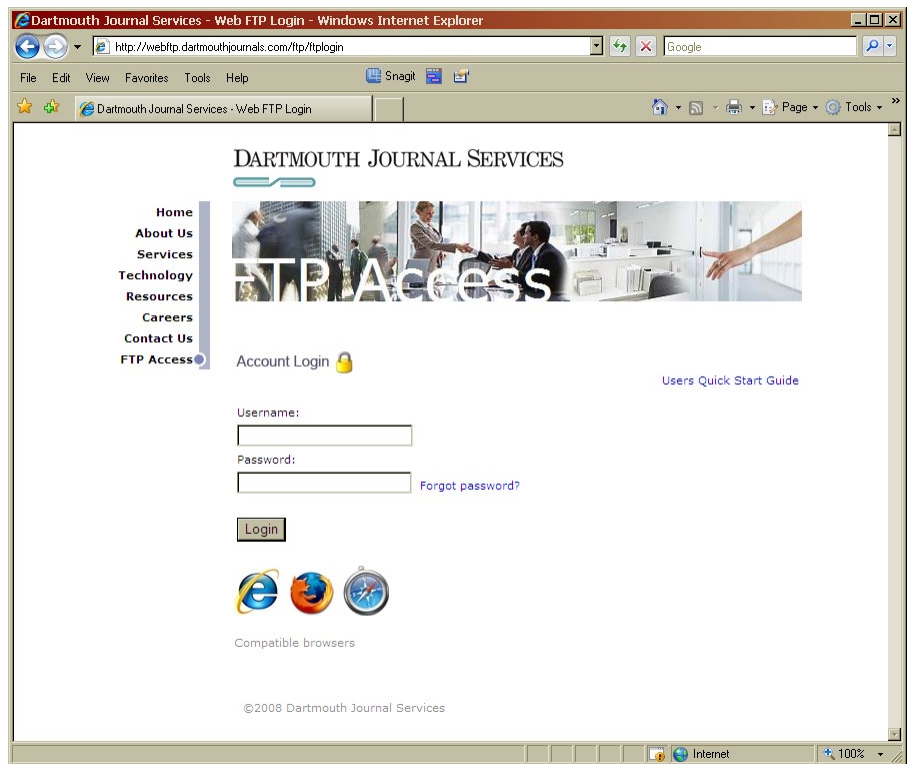 Dartmouth Journal Services - Web FTP Login - Windows Internet Explorer
http://webftp.dartmouthjournals.com/ftp/ftplogin
Google
File Edit View Favorites Tools Help
Snagit
Dartmouth Journal Services - Web FTP Login
Page
Tools
»
DARTMOUTH JOURNAL SERVICES
Home
About Us
Services
Technology
Resources
Careers
Contact Us
FTP Access
FTP Access
Account Login
Users Quick Start Guide
Username:
Password:
Forgot password?
Login
Compatible browsers
©2008 Dartmouth Journal Services
Internet
100%